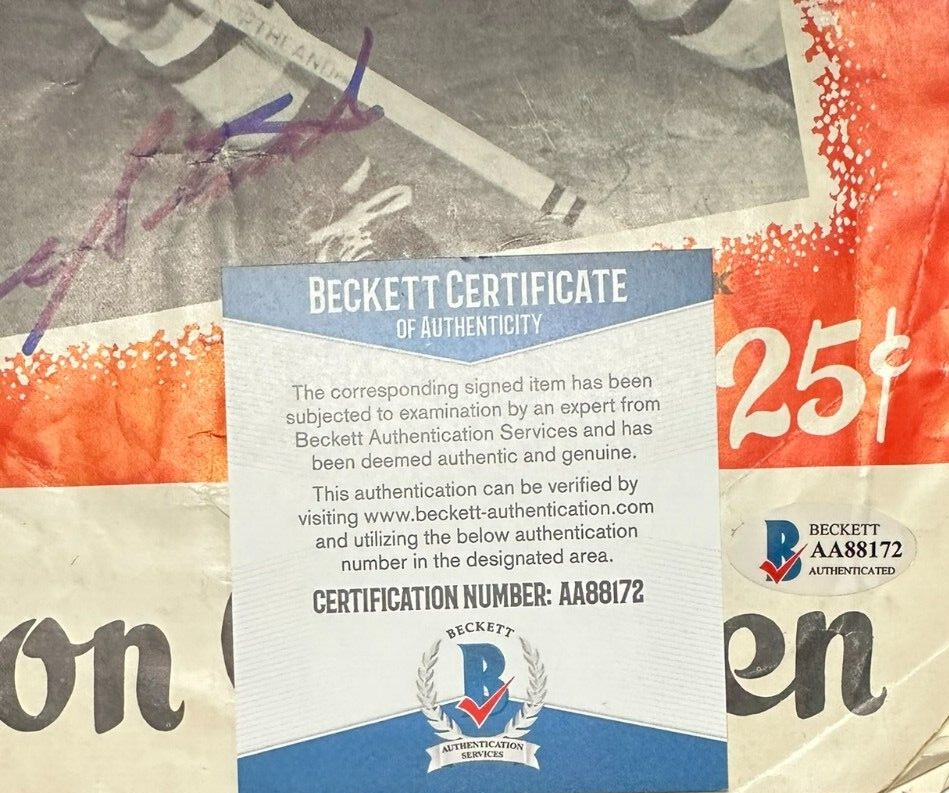 NORTHLAND
BECKETT CERTIFICATE
OF AUTHENTICITY
The corresponding signed item has been
subjected to examination by an expert from
Beckett Authentication Services and has
been deemed authentic and genuine.
This authentication can be verified by
visiting www.beckett-authentication.com
and utilizing the below authentication
number in the designated area.
CERTIFICATION NUMBER: AA88172
BECKETT
B
AUTHENTICATION
SERVICES
25¢
B
BECKETT
AA88172
AUTHENTICATED
on
en